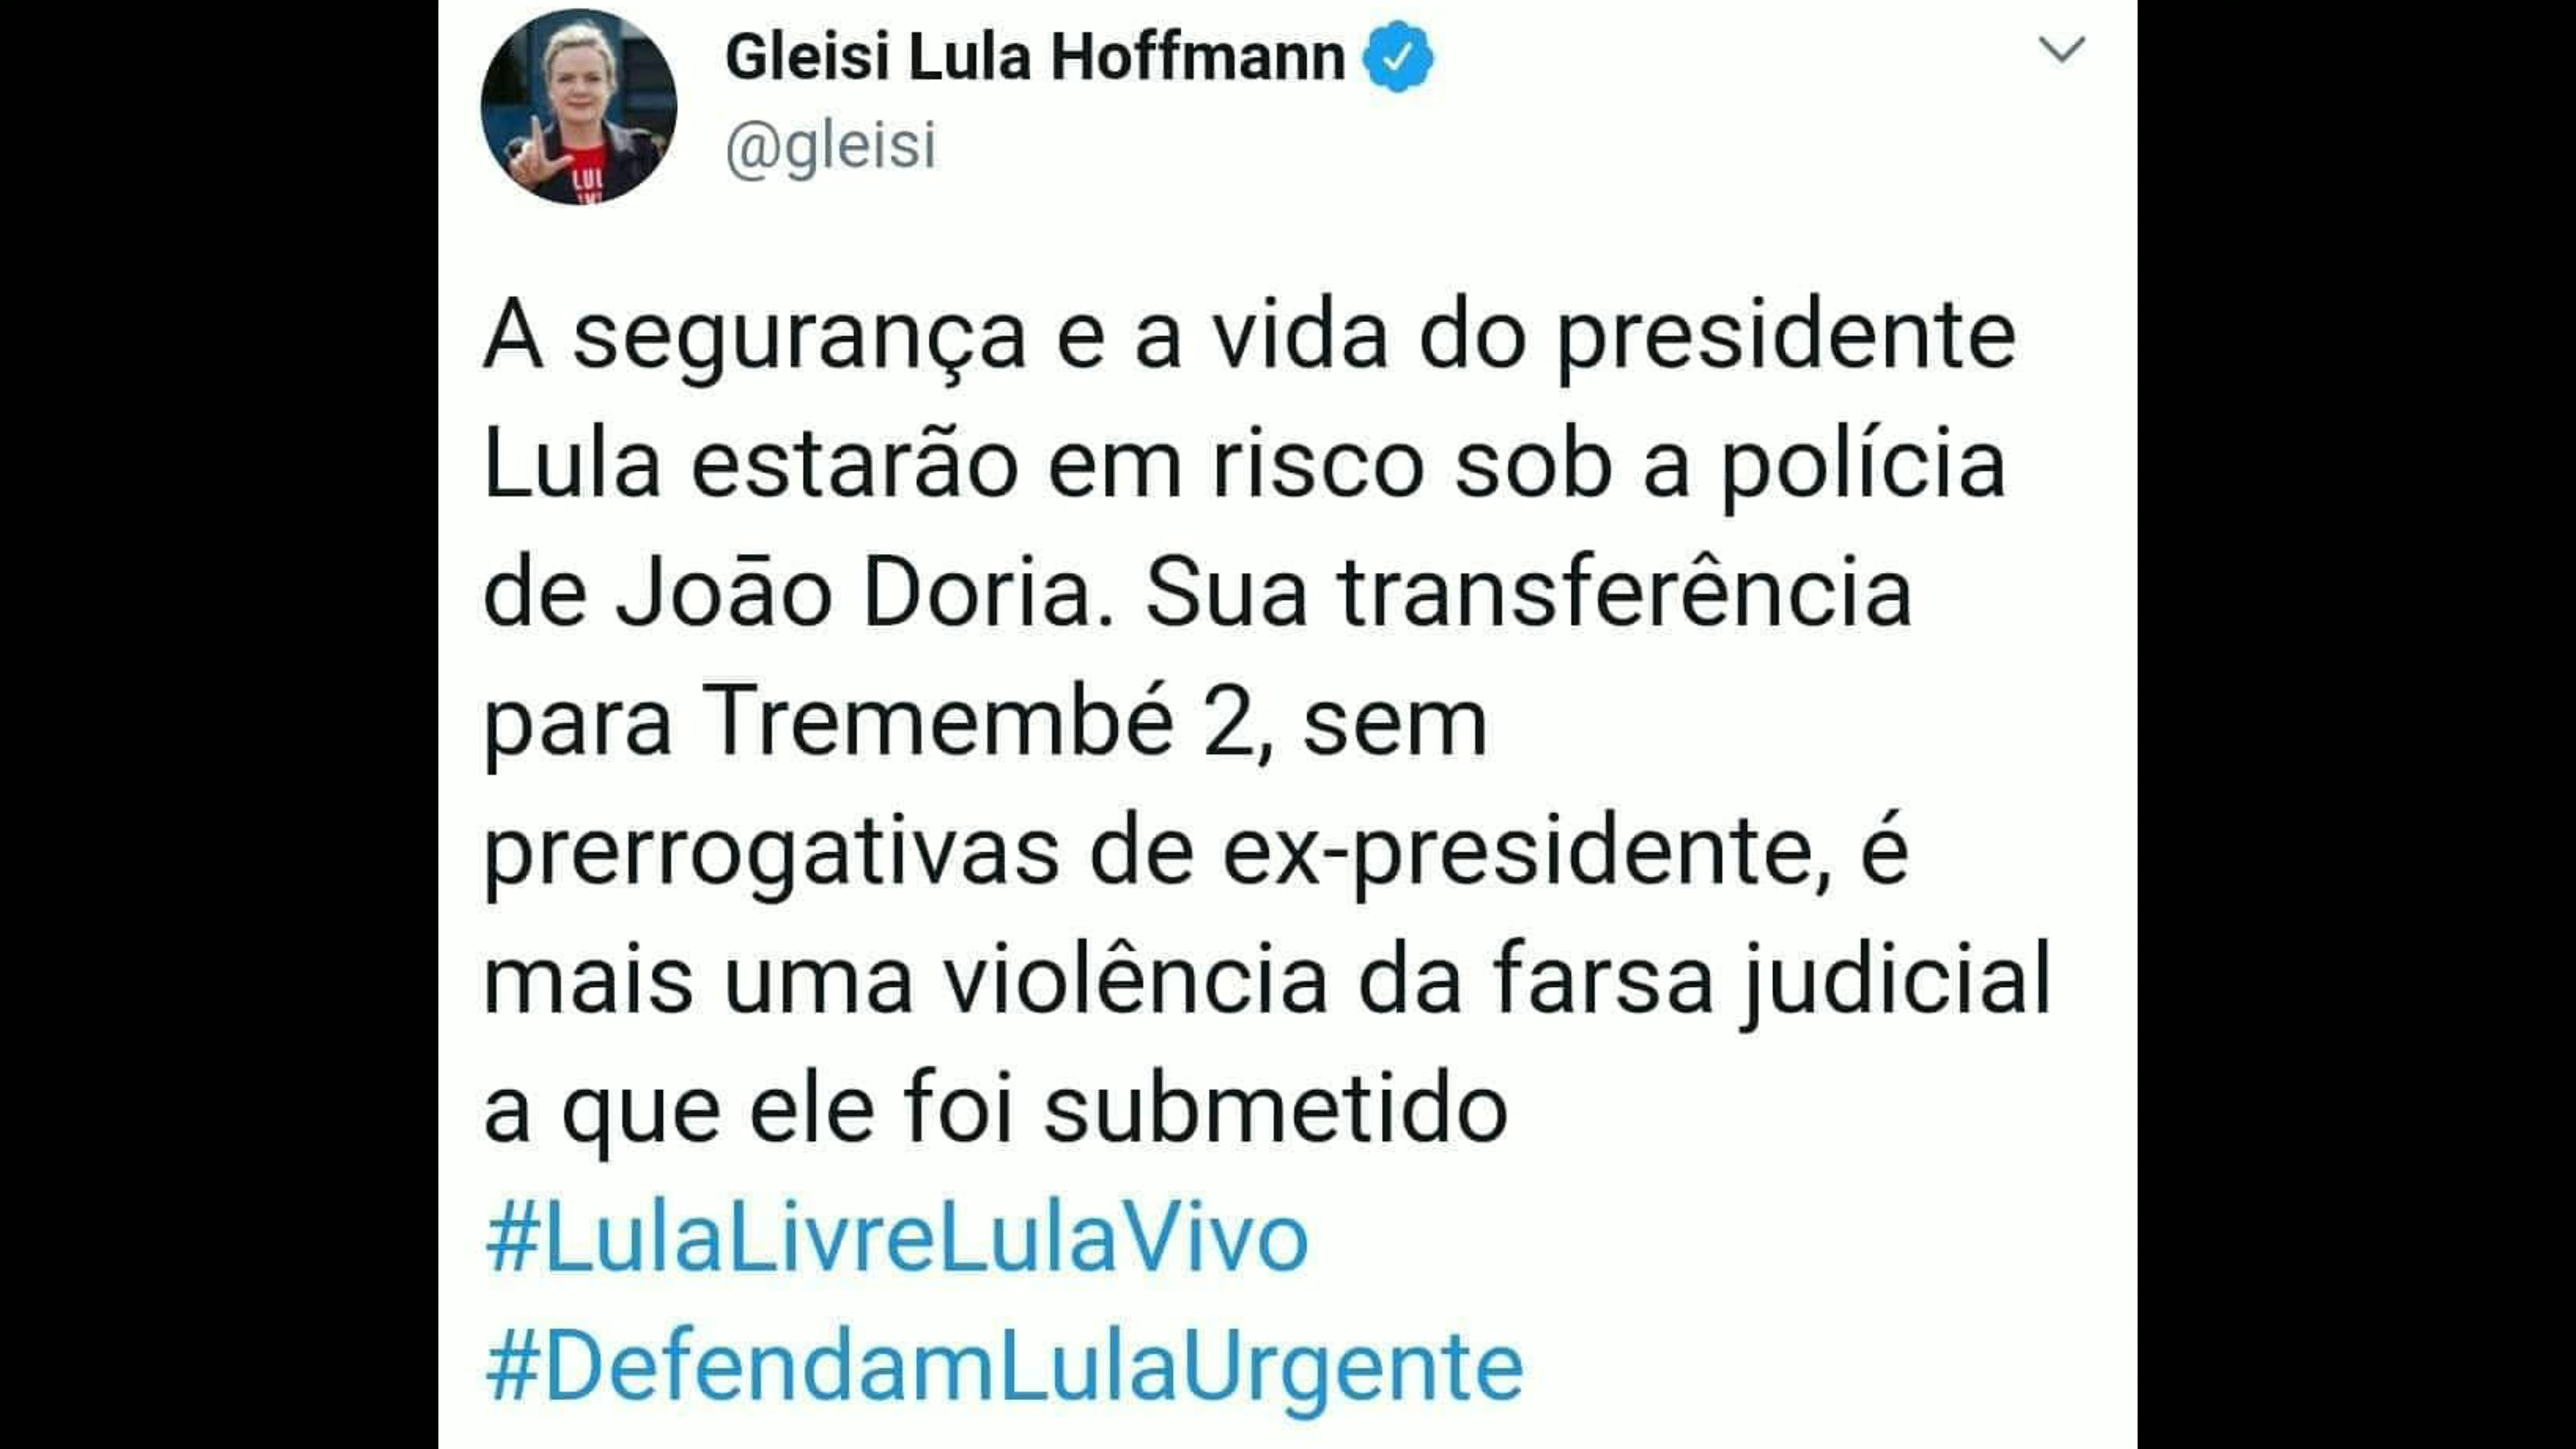 Gleisi Lula Hoffmann
@gleisi
A segurança e a vida do presidente
Lula estarão em risco sob a polícia
de João Doria. Sua transferência
para Tremembé 2, sem
prerrogativas de ex-presidente, é
mais uma violência da farsa judicial
a que ele foi submetido
#LulaLivreLulaVivo
#DefendamLulaUrgente
LUL